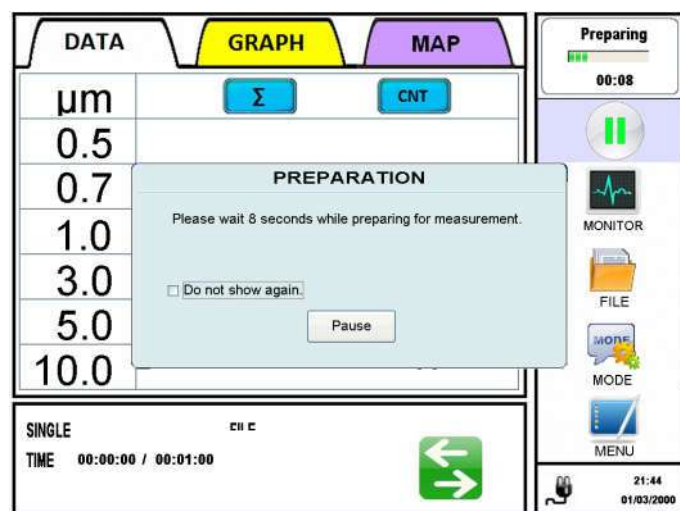 DATA GRAPH MAP
μm Σ CNT
0.5
0.7
1.0
3.0
5.0
10.0
PREPARATION
Please wait 8 seconds while preparing for measurement.
Do not show again.
Pause
SINGLE FILE
TIME 00:00:00 / 00:01:00
Preparing
00:08
MONITOR
FILE
MODE
MODE
MENU
21:44
01/03/2000